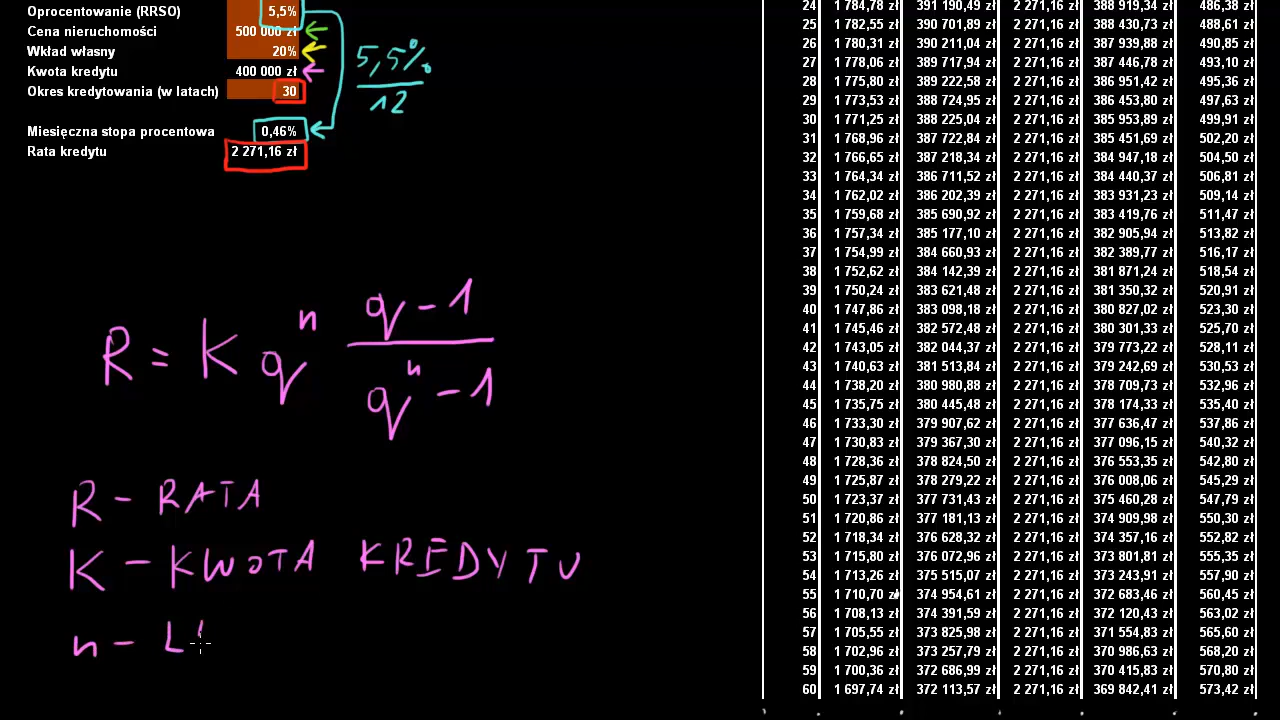 Oprocentowanie (RRSO) 5,5%
Cena nieruchomości 500 000 zł
Wkład własny 20%
Kwota kredytu 400 000 zł
Okres kredytowania (w latach) 30
Miesięczna stopa procentowa 0,46%
Rata kredytu 2 271,16 zł
5,5%
12
R = K q^n (q - 1) / (q^n - 1)
R - RATA
K - KWOTA KREDYTU
n - LI
24 1 784,78 zł 391 190,49 zł 2 271,16 zł 388 919,34 zł 486,38
25 1 782,55 zł 390 701,89 zł 2 271,16 zł 388 430,73 zł 488,61
26 1 780,31 zł 390 211,04 zł 2 271,16 zł 387 939,88 zł 490,85
27 1 778,06 zł 389 717,94 zł 2 271,16 zł 387 446,78 zł 493,10
28 1 775,80 zł 389 222,58 zł 2 271,16 zł 386 951,42 zł 495,36
29 1 773,53 zł 388 724,95 zł 2 271,16 zł 386 453,80 zł 497,63
30 1 771,25 zł 388 225,04 zł 2 271,16 zł 385 953,89 zł 499,91
31 1 768,96 zł 387 722,84 zł 2 271,16 zł 385 451,69 zł 502,20
32 1 766,65 zł 387 218,34 zł 2 271,16 zł 384 947,18 zł 504,50
33 1 764,34 zł 386 711,52 zł 2 271,16 zł 384 440,37 zł 506,81
34 1 762,02 zł 386 202,39 zł 2 271,16 zł 383 931,23 zł 509,14
35 1 759,68 zł 385 690,92 zł 2 271,16 zł 383 419,76 zł 511,47
36 1 757,34 zł 385 177,10 zł 2 271,16 zł 382 905,94 zł 513,82
37 1 754,99 zł 384 660,93 zł 2 271,16 zł 382 389,77 zł 516,17
38 1 752,62 zł 384 142,39 zł 2 271,16 zł 381 871,24 zł 518,54
39 1 750,24 zł 383 621,48 zł 2 271,16 zł 381 350,32 zł 520,91
40 1 747,86 zł 383 098,18 zł 2 271,16 zł 380 827,02 zł 523,30
41 1 745,46 zł 382 572,48 zł 2 271,16 zł 380 301,33 zł 525,70
42 1 743,05 zł 382 044,37 zł 2 271,16 zł 379 773,22 zł 528,11
43 1 740,63 zł 381 513,84 zł 2 271,16 zł 379 242,69 zł 530,53
44 1 738,20 zł 380 980,88 zł 2 271,16 zł 378 709,73 zł 532,96
45 1 735,75 zł 380 445,48 zł 2 271,16 zł 378 174,33 zł 535,40
46 1 733,30 zł 379 907,62 zł 2 271,16 zł 377 636,47 zł 537,86
47 1 730,83 zł 379 367,30 zł 2 271,16 zł 377 096,15 zł 540,32
48 1 728,36 zł 378 824,50 zł 2 271,16 zł 376 553,35 zł 542,80
49 1 725,87 zł 378 279,22 zł 2 271,16 zł 376 008,06 zł 545,29
50 1 723,37 zł 377 731,43 zł 2 271,16 zł 375 460,28 zł 547,79
51 1 720,86 zł 377 181,13 zł 2 271,16 zł 374 909,98 zł 550,30
52 1 718,34 zł 376 628,32 zł 2 271,16 zł 374 357,16 zł 552,82
53 1 715,80 zł 376 072,96 zł 2 271,16 zł 373 801,81 zł 555,35
54 1 713,26 zł 375 515,07 zł 2 271,16 zł 373 243,91 zł 557,90
55 1 710,70 zł 374 954,61 zł 2 271,16 zł 372 683,46 zł 560,45
56 1 708,13 zł 374 391,59 zł 2 271,16 zł 372 120,43 zł 563,02
57 1 705,55 zł 373 825,98 zł 2 271,16 zł 371 554,83 zł 565,60
58 1 702,96 zł 373 257,79 zł 2 271,16 zł 370 986,63 zł 568,20
59 1 700,36 zł 372 686,99 zł 2 271,16 zł 370 415,83 zł 570,80
60 1 697,74 zł 372 113,57 zł 2 271,16 zł 369 842,41 zł 573,42